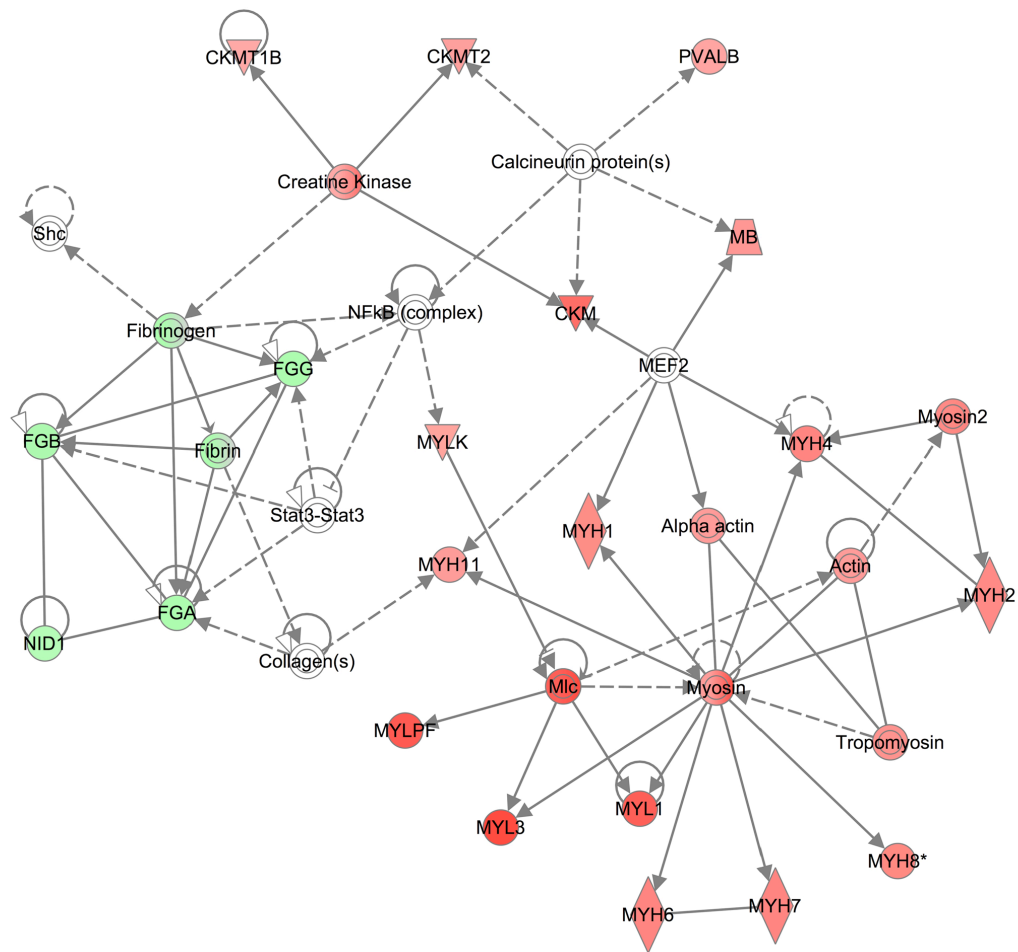 CKMT1B
CKMT2
PVALB
Calcineurin protein(s)
Creatine Kinase
Shc
MB
NFkB (complex)
CKM
Fibrinogen
FGG
MEF2
Myosin2
FGB
Fibrin
MYLK
MYH4
Stat3-Stat3
MYH1
Alpha actin
MYH11
Actin
MYH2
FGA
NID1
Collagen(s)
Mlc
Myosin
MYLPF
Tropomyosin
MYL3
MYL1
MYH8*
MYH6
MYH7